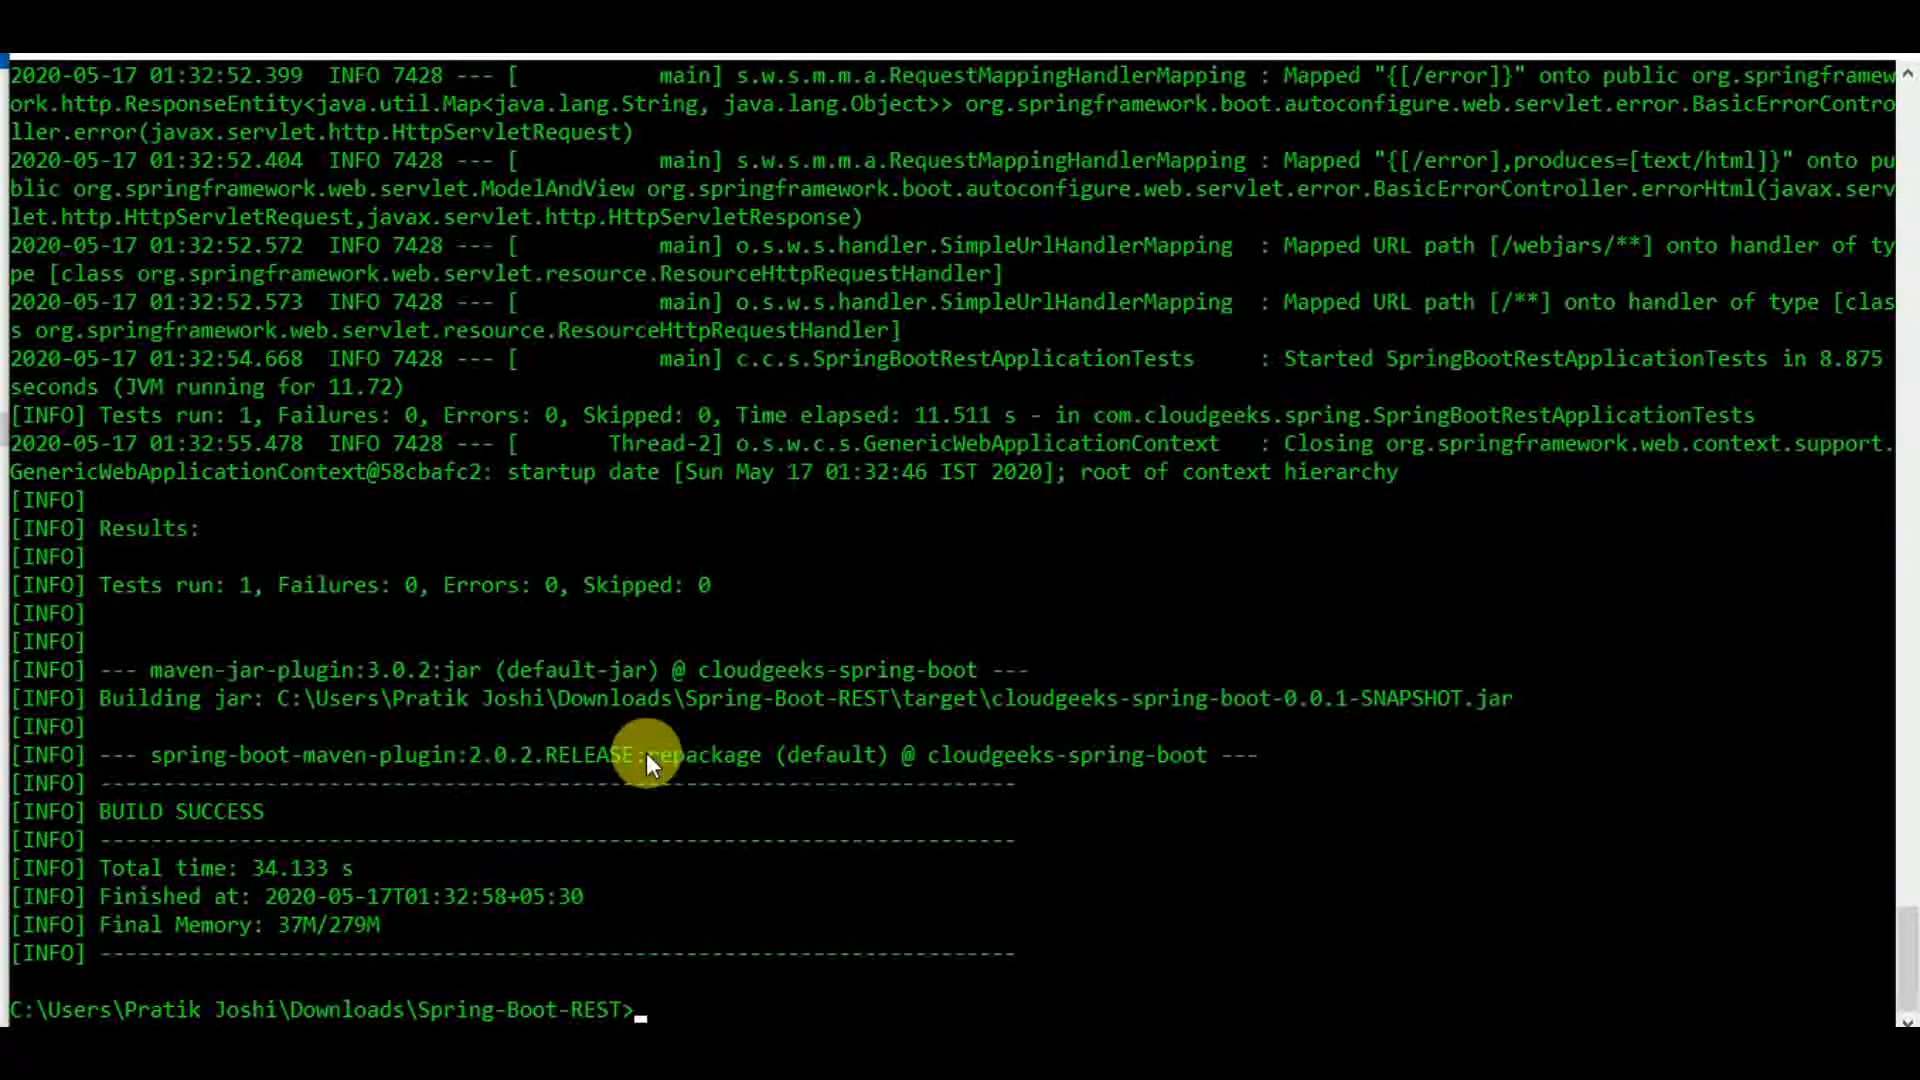 2020-05-17 01:32:52.399  INFO 7428 --- [           main] s.w.s.m.m.a.RequestMappingHandlerMapping : Mapped "{[/error]}" onto public org.springframew
ork.http.ResponseEntity<java.util.Map<java.lang.String, java.lang.Object>> org.springframework.boot.autoconfigure.web.servlet.error.BasicErrorContro
ller.error(javax.servlet.http.HttpServletRequest)
2020-05-17 01:32:52.404  INFO 7428 --- [           main] s.w.s.m.m.a.RequestMappingHandlerMapping : Mapped "{[/error],produces=[text/html]}" onto pu
blic org.springframework.web.servlet.ModelAndView org.springframework.boot.autoconfigure.web.servlet.error.BasicErrorController.errorHtml(javax.serv
let.http.HttpServletRequest,javax.servlet.http.HttpServletResponse)
2020-05-17 01:32:52.572  INFO 7428 --- [           main] o.s.w.s.handler.SimpleUrlHandlerMapping  : Mapped URL path [/webjars/**] onto handler of ty
pe [class org.springframework.web.servlet.resource.ResourceHttpRequestHandler]
2020-05-17 01:32:52.573  INFO 7428 --- [           main] o.s.w.s.handler.SimpleUrlHandlerMapping  : Mapped URL path [/**] onto handler of type [clas
s org.springframework.web.servlet.resource.ResourceHttpRequestHandler]
2020-05-17 01:32:54.668  INFO 7428 --- [           main] c.c.s.SpringBootRestApplicationTests     : Started SpringBootRestApplicationTests in 8.875
seconds (JVM running for 11.72)
[INFO] Tests run: 1, Failures: 0, Errors: 0, Skipped: 0, Time elapsed: 11.511 s - in com.cloudgeeks.spring.SpringBootRestApplicationTests
2020-05-17 01:32:55.478  INFO 7428 --- [       Thread-2] o.s.w.c.s.GenericWebApplicationContext   : Closing org.springframework.web.context.support.
GenericWebApplicationContext@58cbafc2: startup date [Sun May 17 01:32:46 IST 2020]; root of context hierarchy
[INFO]
[INFO] Results:
[INFO]
[INFO] Tests run: 1, Failures: 0, Errors: 0, Skipped: 0
[INFO]
[INFO]
[INFO] --- maven-jar-plugin:3.0.2:jar (default-jar) @ cloudgeeks-spring-boot ---
[INFO] Building jar: C:\Users\Pratik Joshi\Downloads\Spring-Boot-REST\target\cloudgeeks-spring-boot-0.0.1-SNAPSHOT.jar
[INFO]
[INFO] --- spring-boot-maven-plugin:2.0.2.RELEASE:repackage (default) @ cloudgeeks-spring-boot ---
[INFO] ------------------------------------------------------------------------
[INFO] BUILD SUCCESS
[INFO] ------------------------------------------------------------------------
[INFO] Total time: 34.133 s
[INFO] Finished at: 2020-05-17T01:32:58+05:30
[INFO] Final Memory: 37M/279M
[INFO] ------------------------------------------------------------------------
C:\Users\Pratik Joshi\Downloads\Spring-Boot-REST>